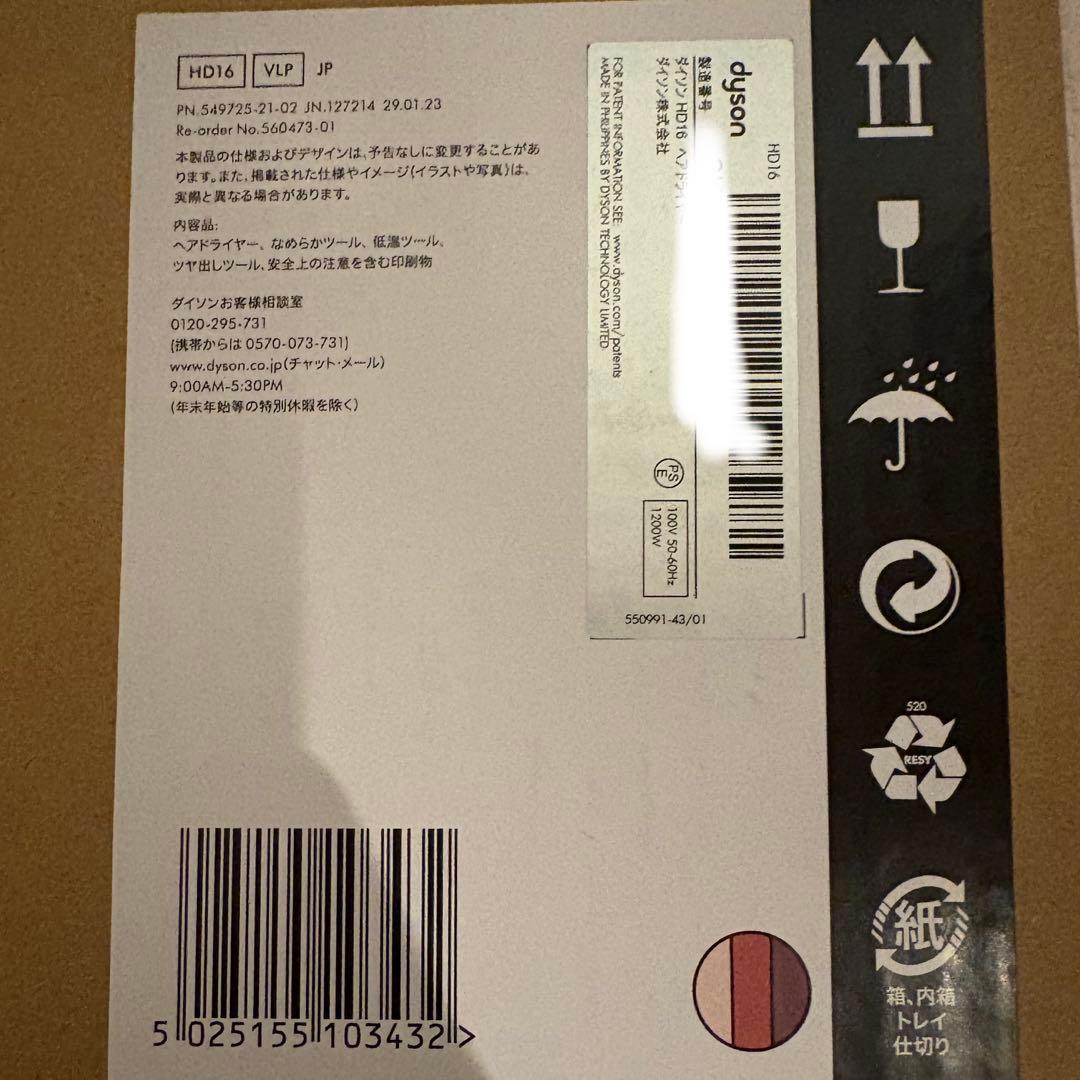 HD16 VLP JP
PN.549725-21-02 JN.127214 29.01.23
Re-order No.560473-01
本製品の仕様およびデザインは、予告なしに変更することがあ
ります。また、掲載された仕様やイメージ(イラストや写真)は、
実際と異なる場合があります。
内容品:
ヘアドライヤー、なめらかツール、低温ツール、
ツヤ出しツール、安全上の注意を含む印刷物
ダイソンお客様相談室
0120-295-731
(携帯からは 0570-073-731)
www.dyson.co.jp(チャット・メール)
9:00AM-5:30PM
(年末年始等の特別休暇を除く)
5 025155 103432 >
dyson HD16
製造番号
ダイソン HD16 ヘアドライ
ダイソン株式会社
FOR PATENT INFORMATION SEE: www.dyson.com/patents
MADE IN PHILIPPINES BY DYSON TECHNOLOGY LIMITED
PS
E
100V 50-60Hz
1200W
550991-43/01
520
RESY
紙
箱、内箱
トレイ
仕切り